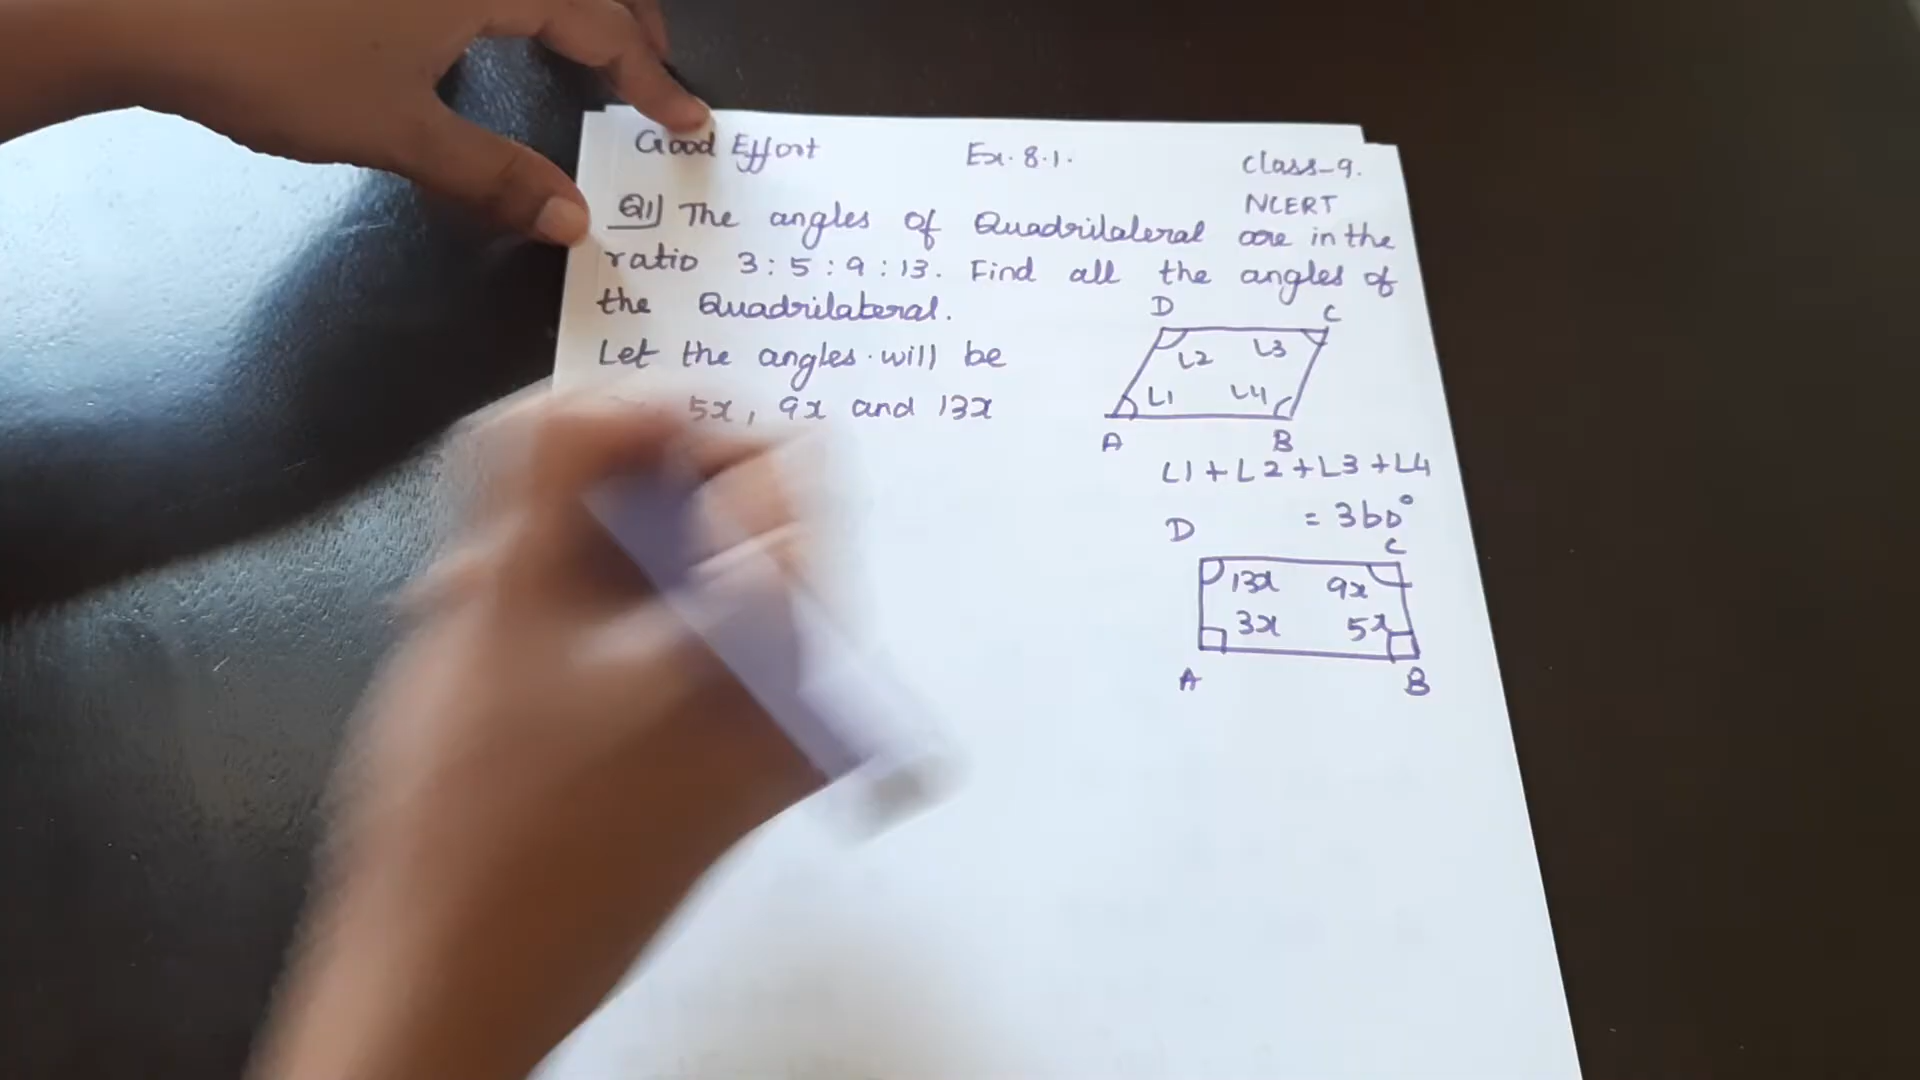 Good Effort Ex. 8.1. Class-9.
NCERT
Q1) The angles of Quadrilateral are in the
ratio 3 : 5 : 9 : 13. Find all the angles of
the Quadrilateral.
Let the angles will be
5x, 9x and 13x
D C
∠2 ∠3
∠1 ∠4
A B
∠1 + ∠2 + ∠3 + ∠4
= 360°
D C
13x 9x
3x 5x
A B